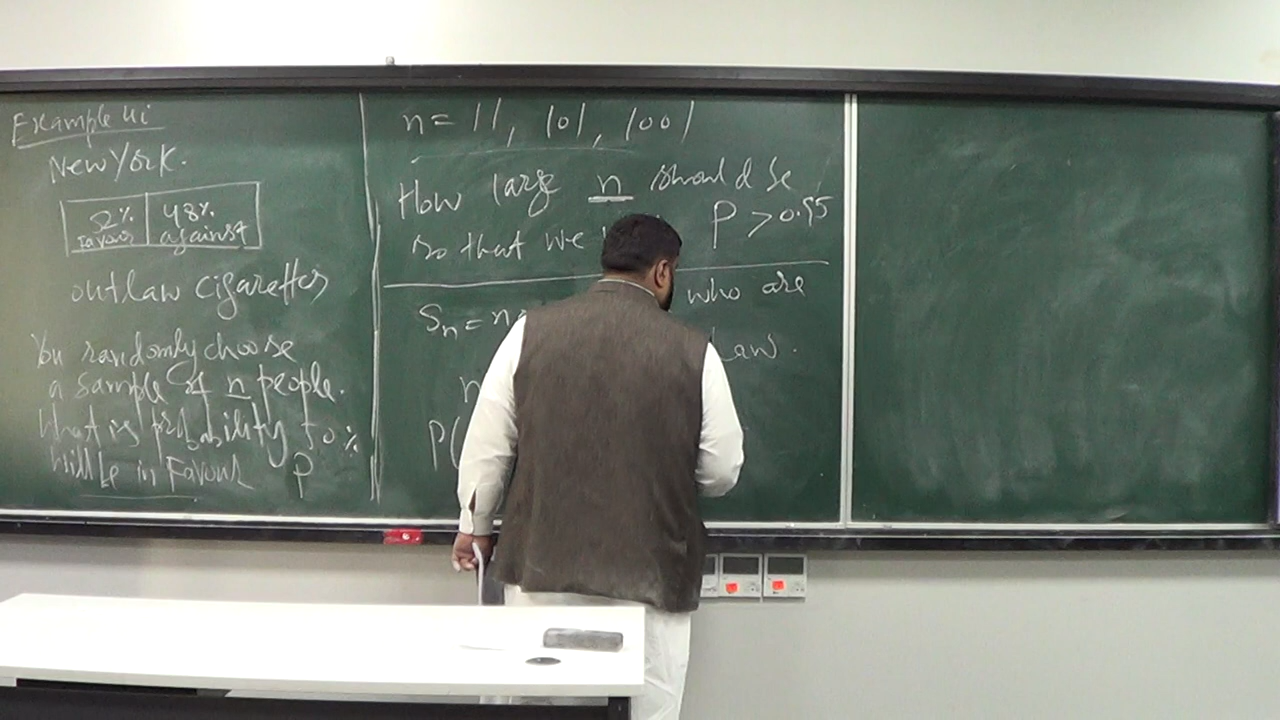 Example 4i
New York.
52% 48%
Favour against
outlaw cigarettes
You randomly choose
a sample of n people.
What is probability 50%
will be in Favour P
n = 11, 101, 1001
How large n should be
so that we P > 0.95
Sn = who are
Law.
n
P(